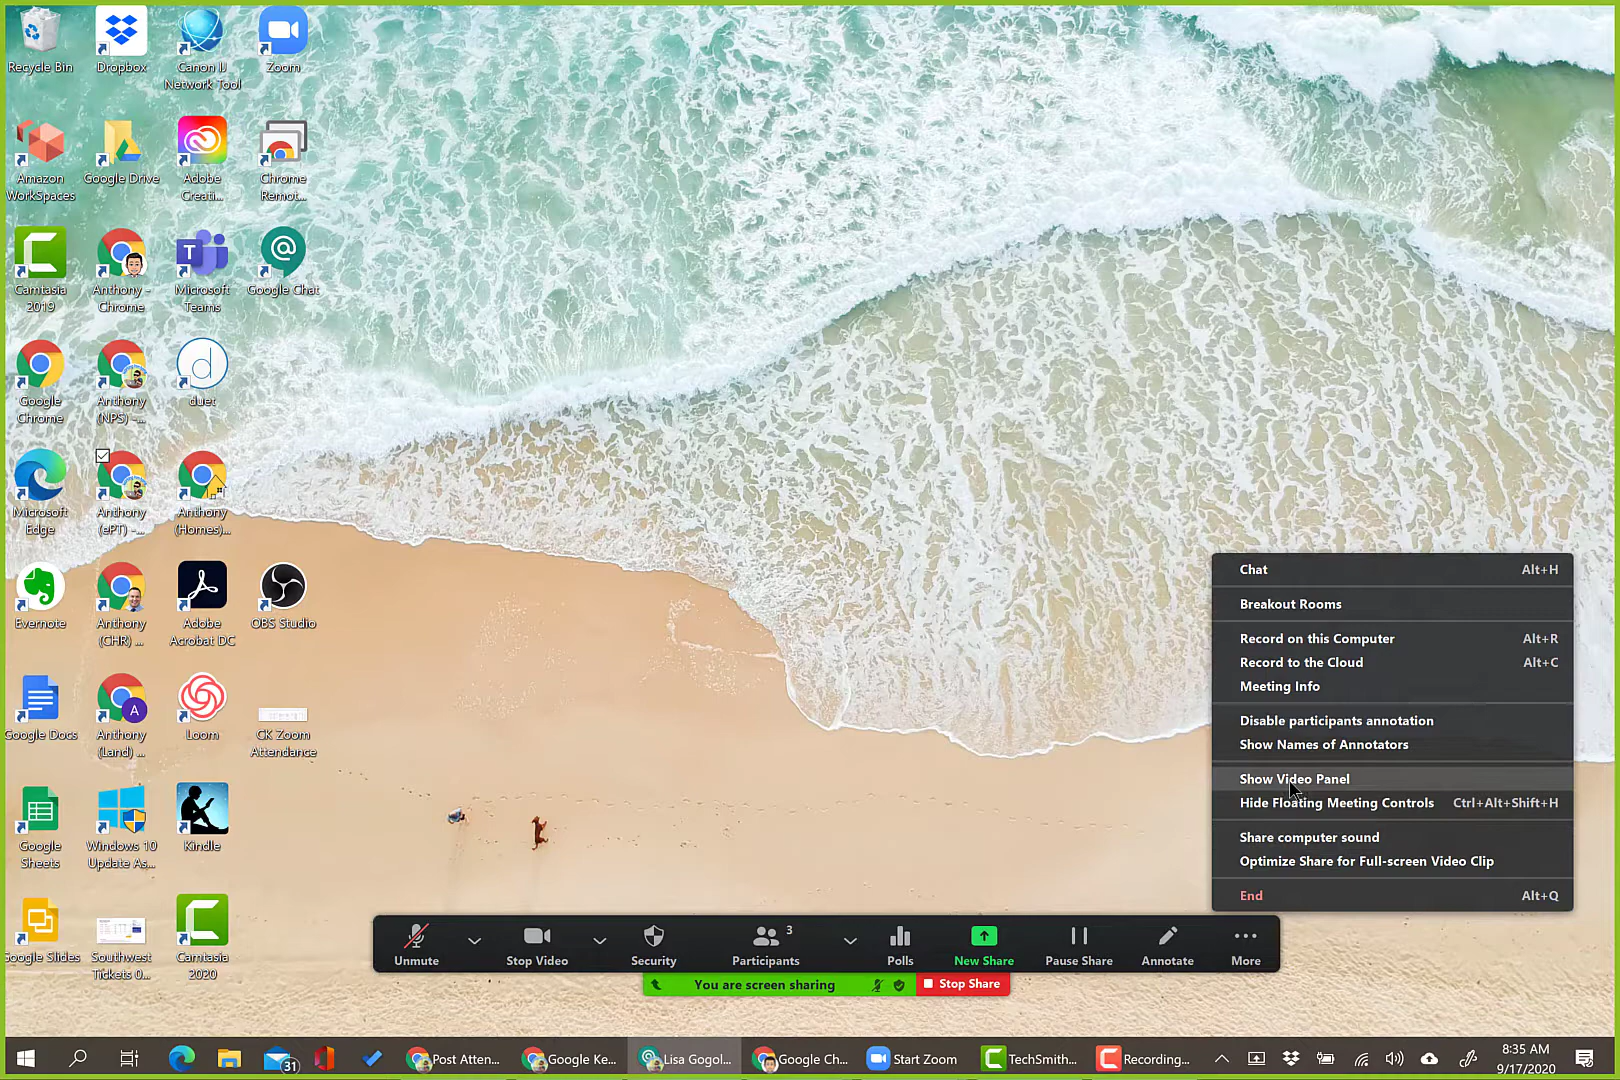 Recycle Bin
Dropbox
Canon IJ
Network Tool
Zoom
Amazon
WorkSpaces
Google Drive
Adobe
Creati...
Chrome
Remot...
Camtasia
2019
Anthony -
Chrome
Microsoft
Teams
Google Chat
Google
Chrome
Anthony
(NPS) -...
duet
Microsoft
Edge
Anthony
(ePT) -...
Anthony
(Homes)...
Evernote
Anthony
(CHR) ...
Adobe
Acrobat DC
OBS Studio
Google Docs
Anthony
(Land) ...
Loom
CK Zoom
Attendance
Google
Sheets
Windows 10
Update As...
Kindle
Google Slides
Southwest
Tickets 0...
Camtasia
2020
Chat Alt+H
Breakout Rooms
Record on this Computer Alt+R
Record to the Cloud Alt+C
Meeting Info
Disable participants annotation
Show Names of Annotators
Show Video Panel
Hide Floating Meeting Controls Ctrl+Alt+Shift+H
Share computer sound
Optimize Share for Full-screen Video Clip
End Alt+Q
Unmute
Stop Video
Security
Participants 3
Polls
New Share
Pause Share
Annotate
More
You are screen sharing
Stop Share
31
Post Atten...
Google Ke...
Lisa Gogol...
Google Ch...
Start Zoom
TechSmith...
Recording...
8:35 AM
9/17/2020